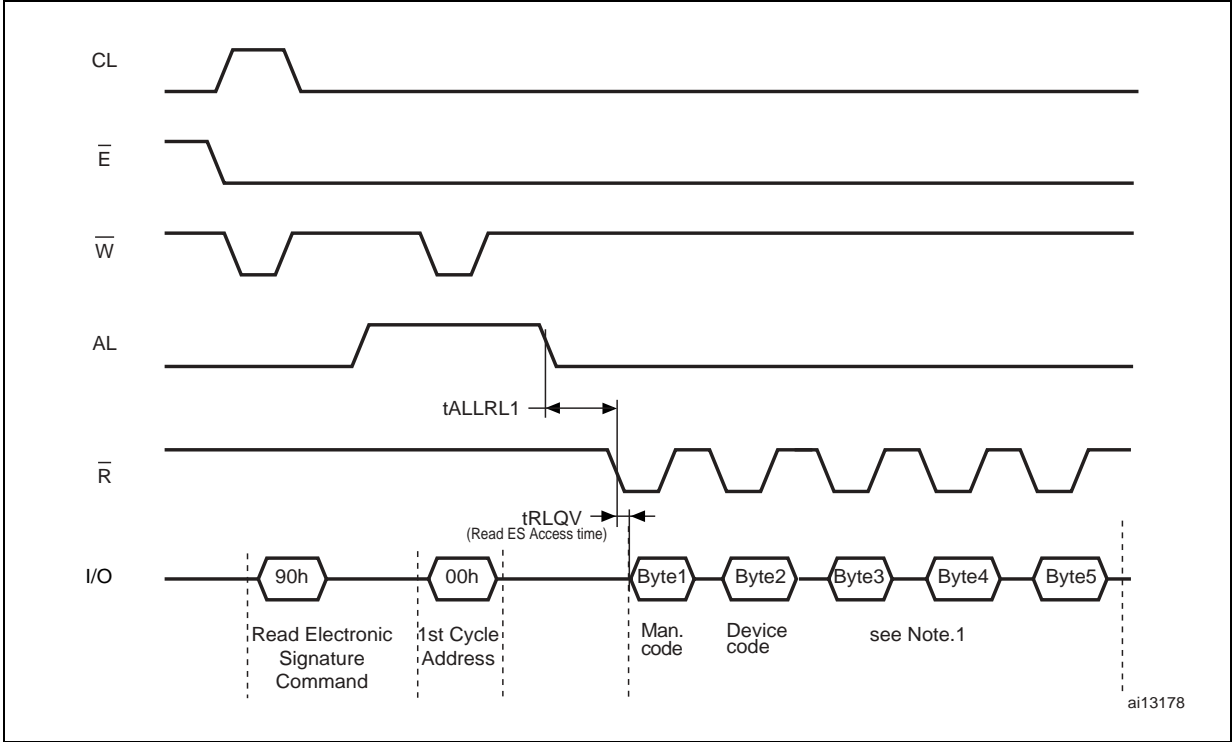 CL
E
W
AL
tALLRL1
R
tRLQV
(Read ES Access time)
I/O
90h
00h
Byte1
Byte2
Byte3
Byte4
Byte5
Read Electronic
Signature
Command
1st Cycle
Address
Man.
code
Device
code
see Note.1
ai13178